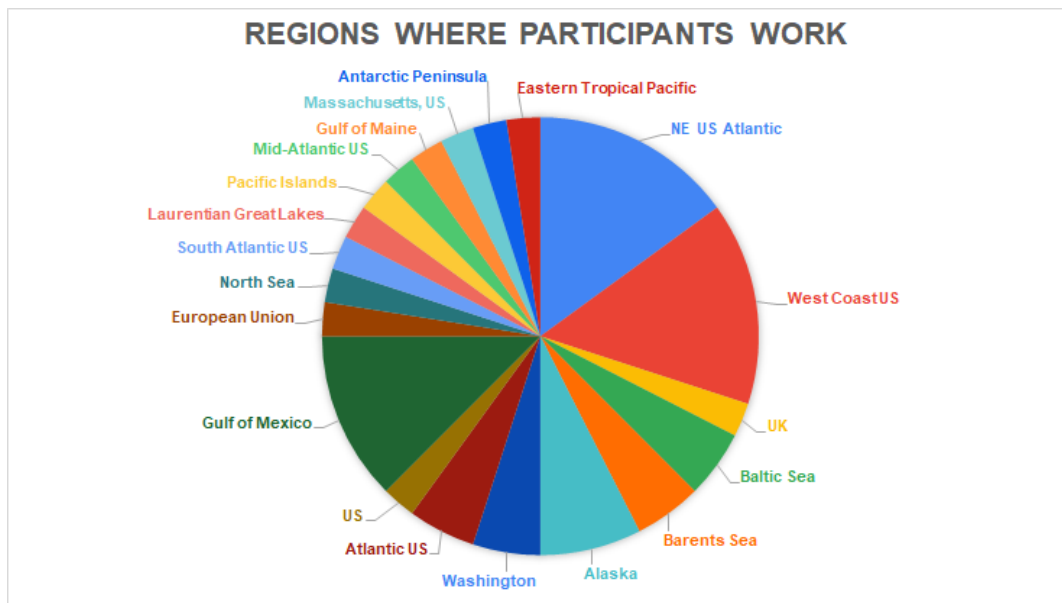 REGIONS WHERE PARTICIPANTS WORK
Antarctic Peninsula
Eastern Tropical Pacific
Massachusetts, US
Gulf of Maine
NE US Atlantic
Mid-Atlantic US
Pacific Islands
Laurentian Great Lakes
South Atlantic US
North Sea
West Coast US
European Union
Gulf of Mexico
UK
Baltic Sea
US
Barents Sea
Atlantic US
Alaska
Washington